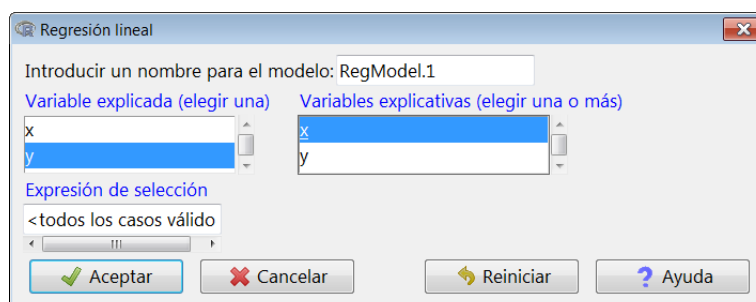 Regresión lineal
Introducir un nombre para el modelo: RegModel.1
Variable explicada (elegir una) Variables explicativas (elegir una o más)
x x
y y
Expresión de selección
<todos los casos válido
Aceptar Cancelar Reiniciar Ayuda